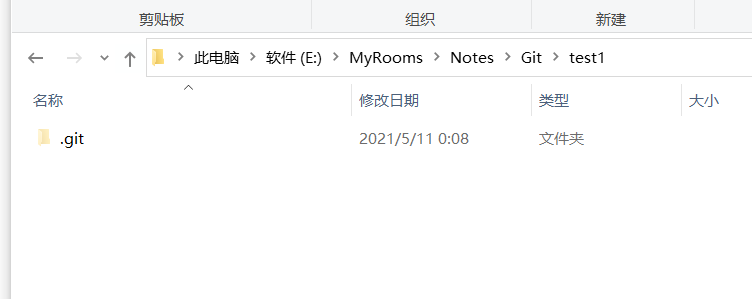 剪贴板 组织 新建
此电脑 软件 (E:) MyRooms Notes Git test1
名称 修改日期 类型 大小
.git 2021/5/11 0:08 文件夹